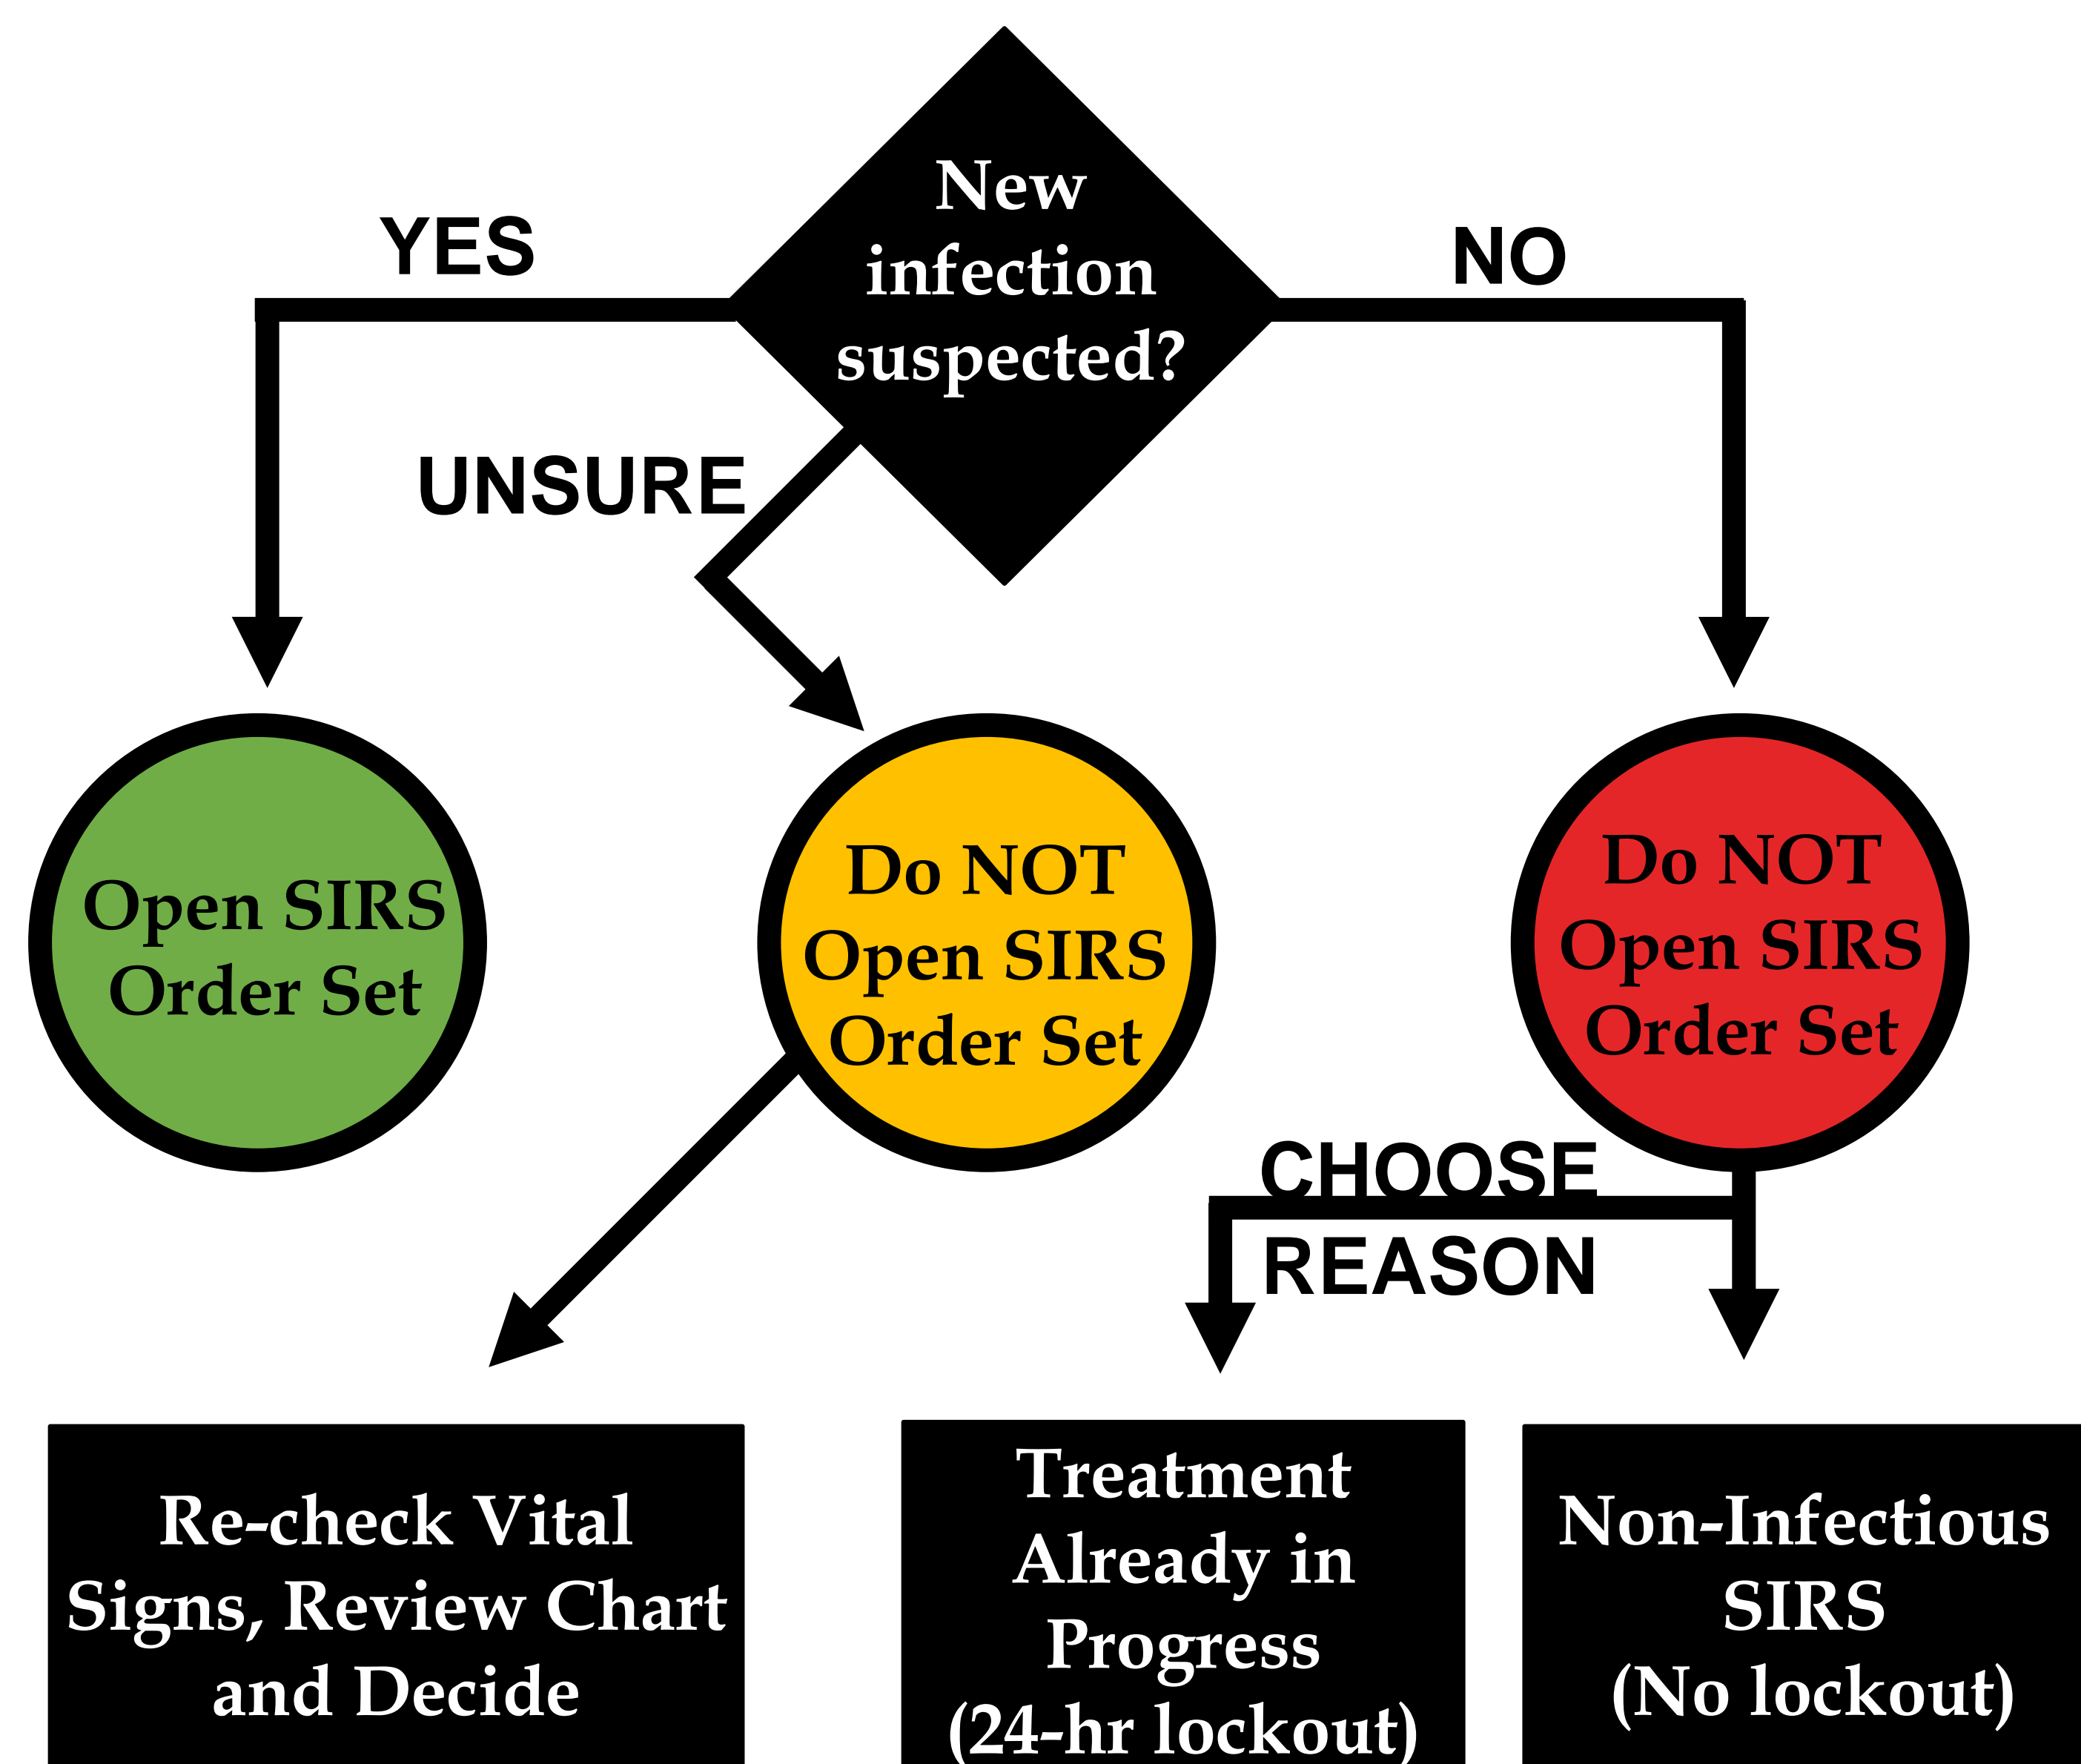 New
infection
suspected?
YES
NO
UNSURE
Open SIRS
Order Set
Do NOT
Open SIRS
Order Set
Do NOT
Open SIRS
Order Set
CHOOSE
REASON
Re-check Vital
Signs, Review Chart
and Decide
Treatment
Already in
Progress
(24-hr lockout)
Non-Infectious
SIRS
(No lockout)